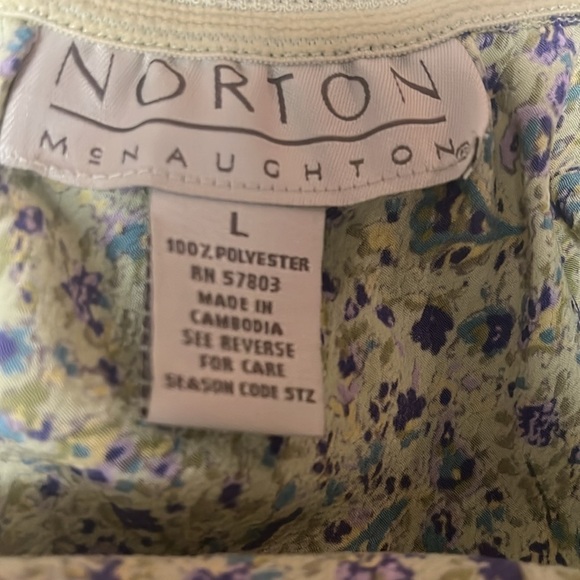 NORTON
McNAUGHTON®
L
100% POLYESTER
RN 57803
MADE IN
CAMBODIA
SEE REVERSE
FOR CARE
SEASON CODE STZ